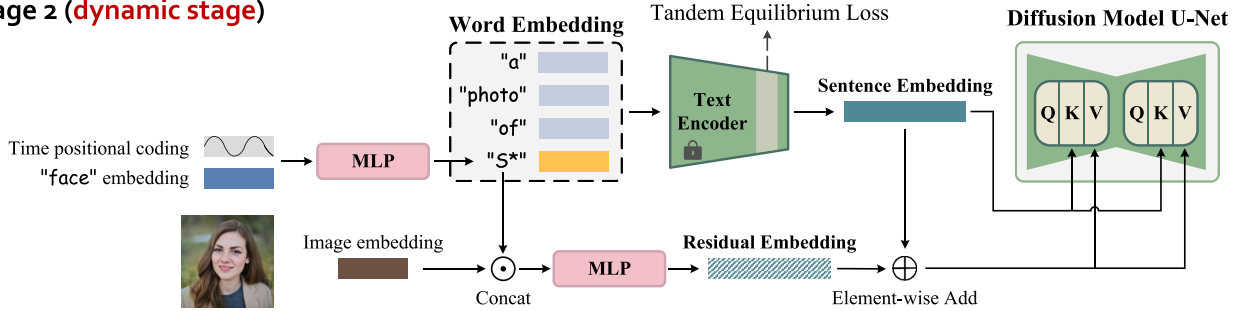 age 2 (dynamic stage)
Tandem Equilibrium Loss
Diffusion Model U-Net
Word Embedding
"a"
"photo"
"of"
"S*"
Text
Encoder
Sentence Embedding
Q K V
Q K V
Time positional coding
"face" embedding
MLP
Image embedding
Concat
MLP
Residual Embedding
Element-wise Add